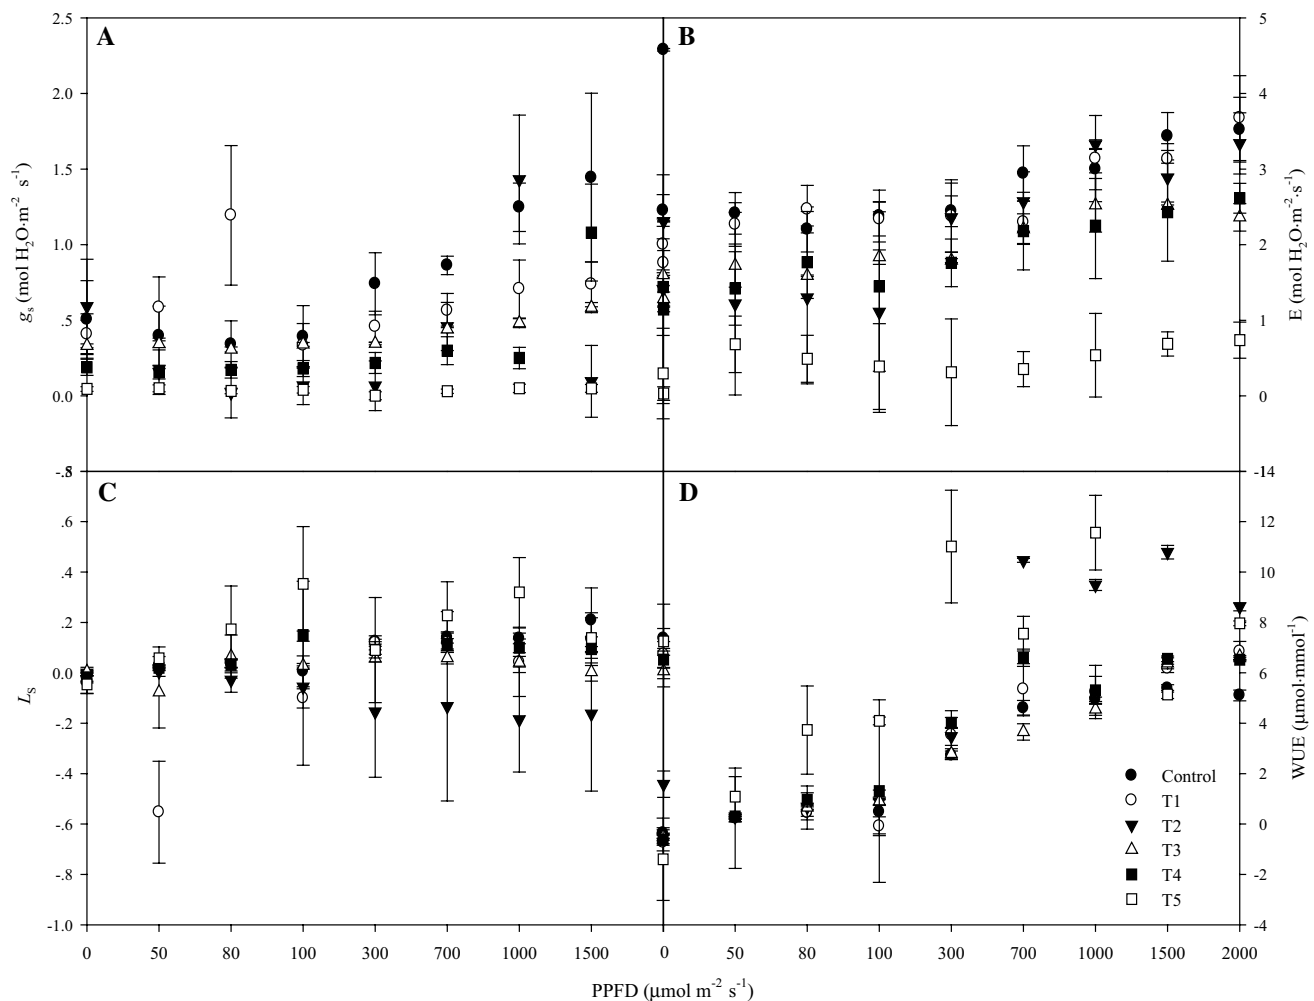 A
B
2.5
2.0
1.5
1.0
.5
0.0
-.5
gs (mol H2O·m-2 s-1)
5
4
3
2
1
0
-1
E (mol H2O·m-2·s-1)
C
D
.6
.4
.2
0.0
-.2
-.4
-.6
-.8
-1.0
Ls
14
12
10
8
6
4
2
0
-2
-4
WUE (μmol·mmol-1)
Control
T1
T2
T3
T4
T5
0 50 80 100 300 700 1000 1500 0 50 80 100 300 700 1000 1500 2000
PPFD (μmol m-2 s-1)